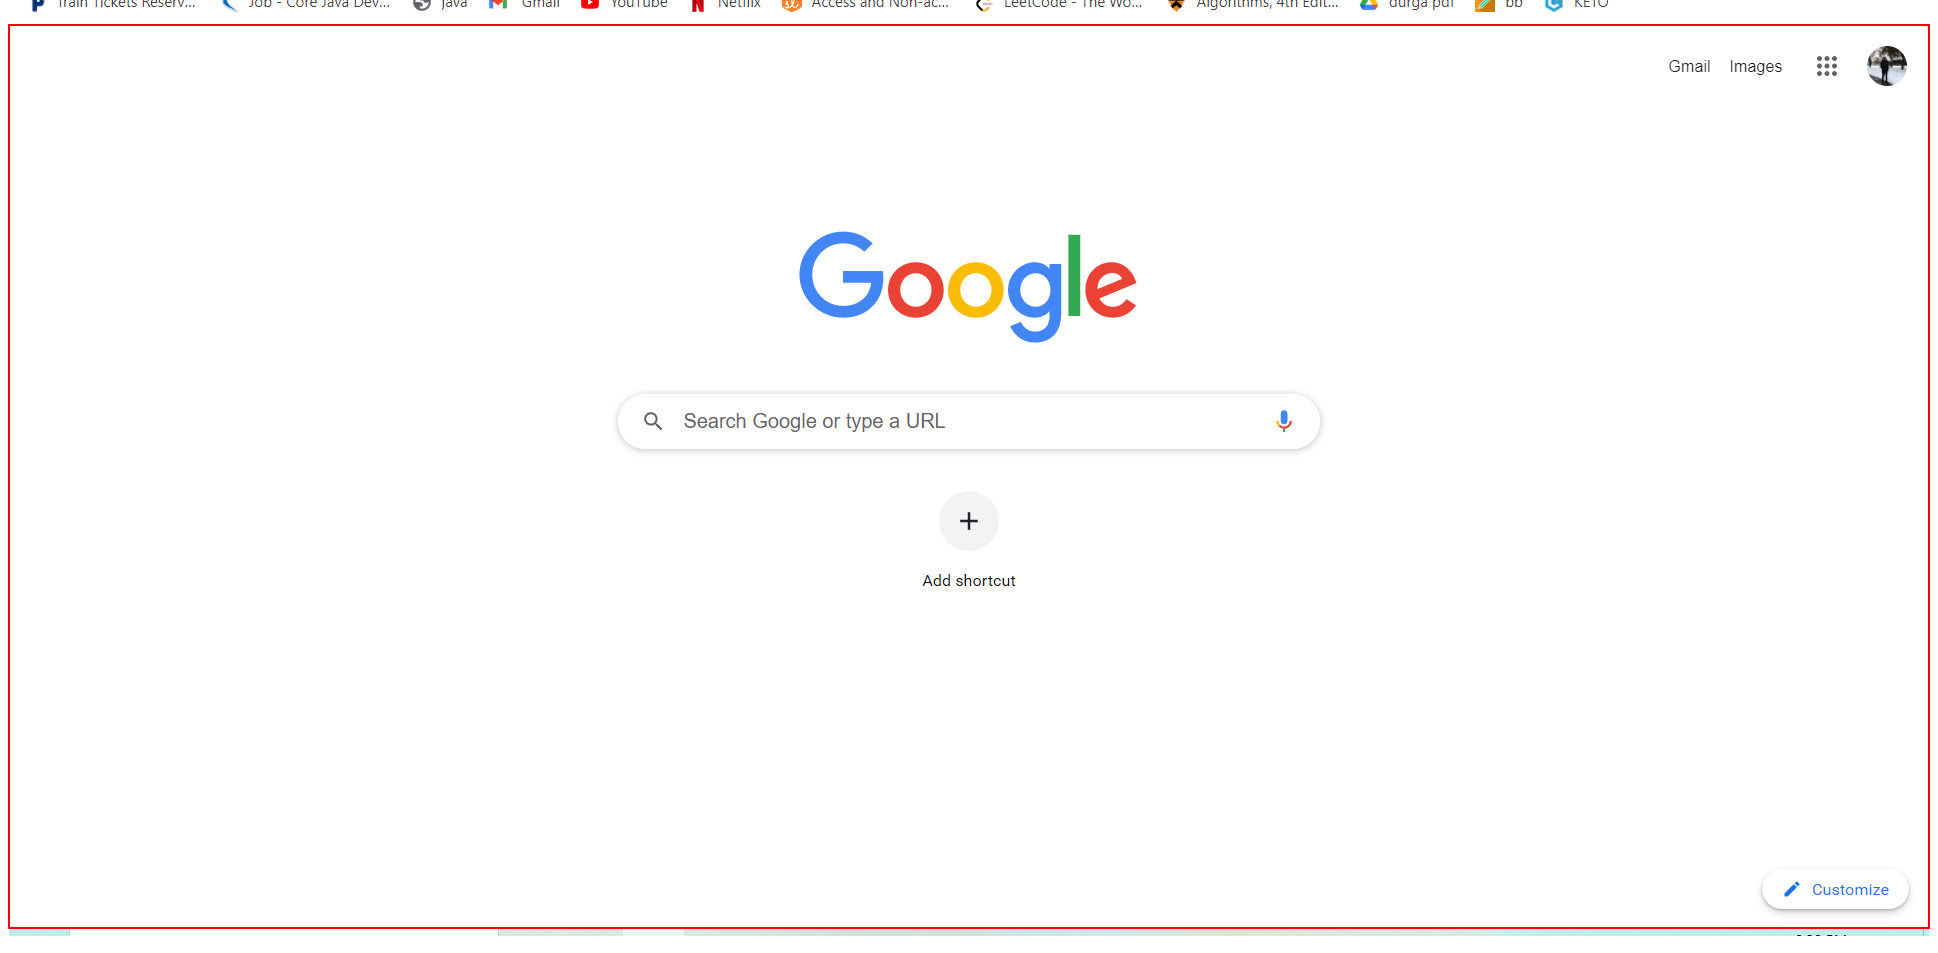 Train Tickets Reserv... Job - Core Java Dev... java Gmail YouTube Netflix Access and Non-ac... LeetCode - The Wo... Algorithms, 4th Edit... durga pdf bb KETO
Gmail Images
Google
Search Google or type a URL
Add shortcut
Customize